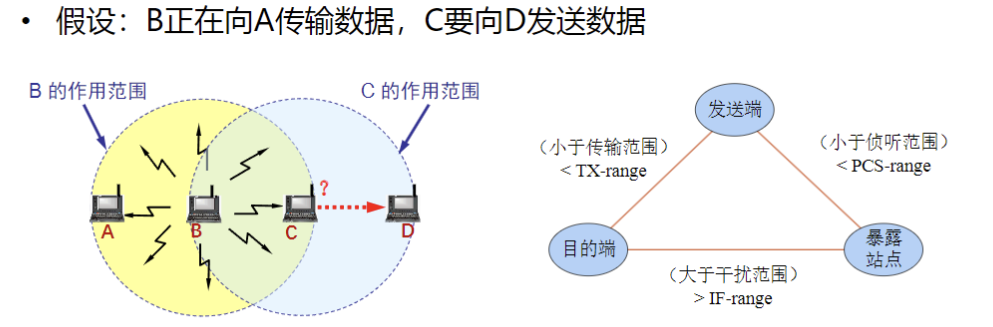 • 假设：B正在向A传输数据，C要向D发送数据
B 的作用范围
C 的作用范围
A
B
C
?
D
发送端
（小于传输范围）
< TX-range
（小于侦听范围）
< PCS-range
目的端
暴露
站点
（大于干扰范围）
> IF-range